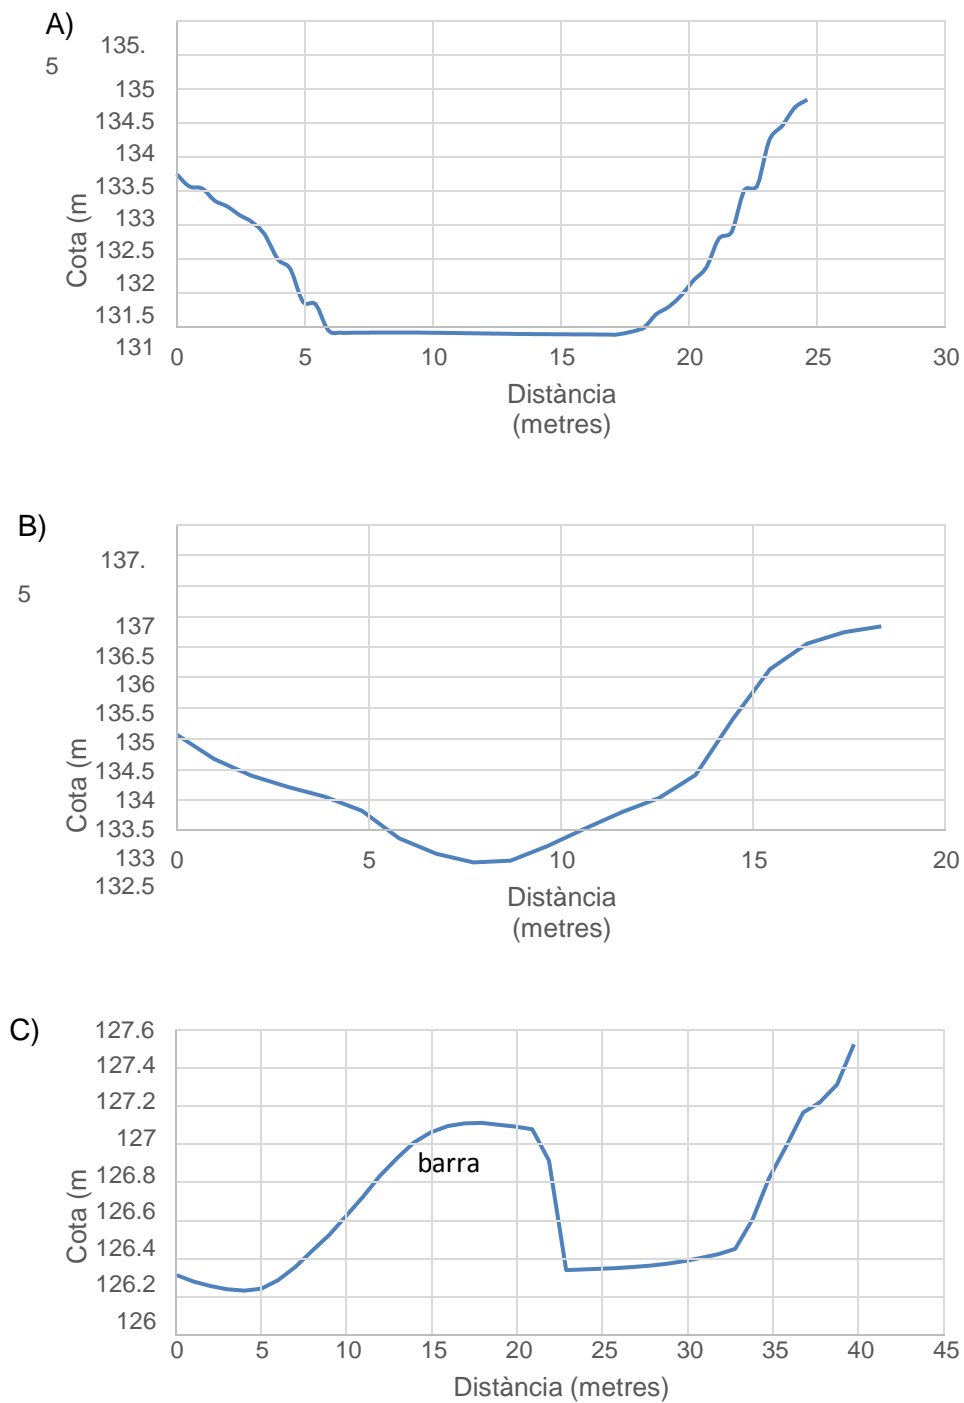 A)
135.
5
135
134.5
134
133.5
133
132.5
132
131.5
131
Cota (m
0 5 10 15 20 25 30
Distància
(metres)
B)
137.
5
137
136.5
136
135.5
135
134.5
134
133.5
133
132.5
Cota (m
0 5 10 15 20
Distància
(metres)
C)
127.6
127.4
127.2
127
126.8
126.6
126.4
126.2
126
Cota (m
barra
0 5 10 15 20 25 30 35 40 45
Distància (metres)